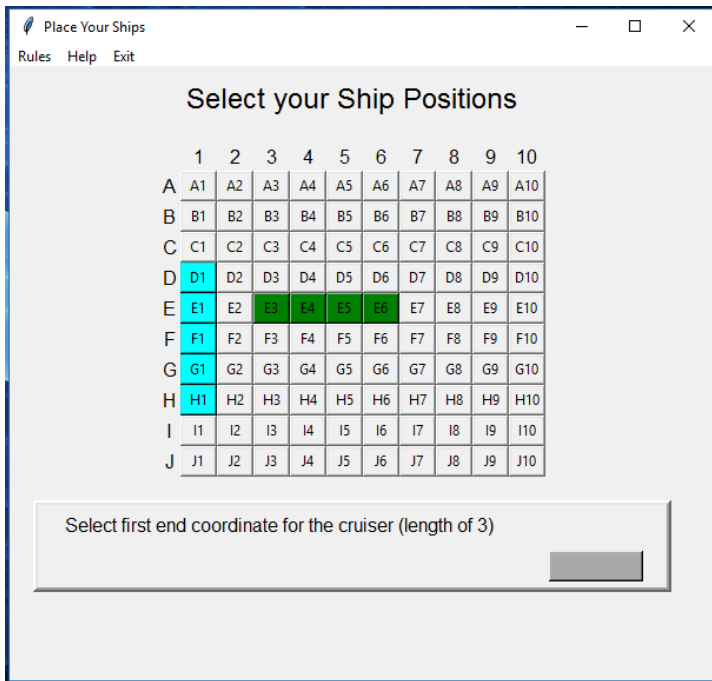 Place Your Ships
Rules Help Exit
Select your Ship Positions
1 2 3 4 5 6 7 8 9 10
A A1 A2 A3 A4 A5 A6 A7 A8 A9 A10
B B1 B2 B3 B4 B5 B6 B7 B8 B9 B10
C C1 C2 C3 C4 C5 C6 C7 C8 C9 C10
D D1 D2 D3 D4 D5 D6 D7 D8 D9 D10
E E1 E2 E3 E4 E5 E6 E7 E8 E9 E10
F F1 F2 F3 F4 F5 F6 F7 F8 F9 F10
G G1 G2 G3 G4 G5 G6 G7 G8 G9 G10
H H1 H2 H3 H4 H5 H6 H7 H8 H9 H10
I I1 I2 I3 I4 I5 I6 I7 I8 I9 I10
J J1 J2 J3 J4 J5 J6 J7 J8 J9 J10
Select first end coordinate for the cruiser (length of 3)